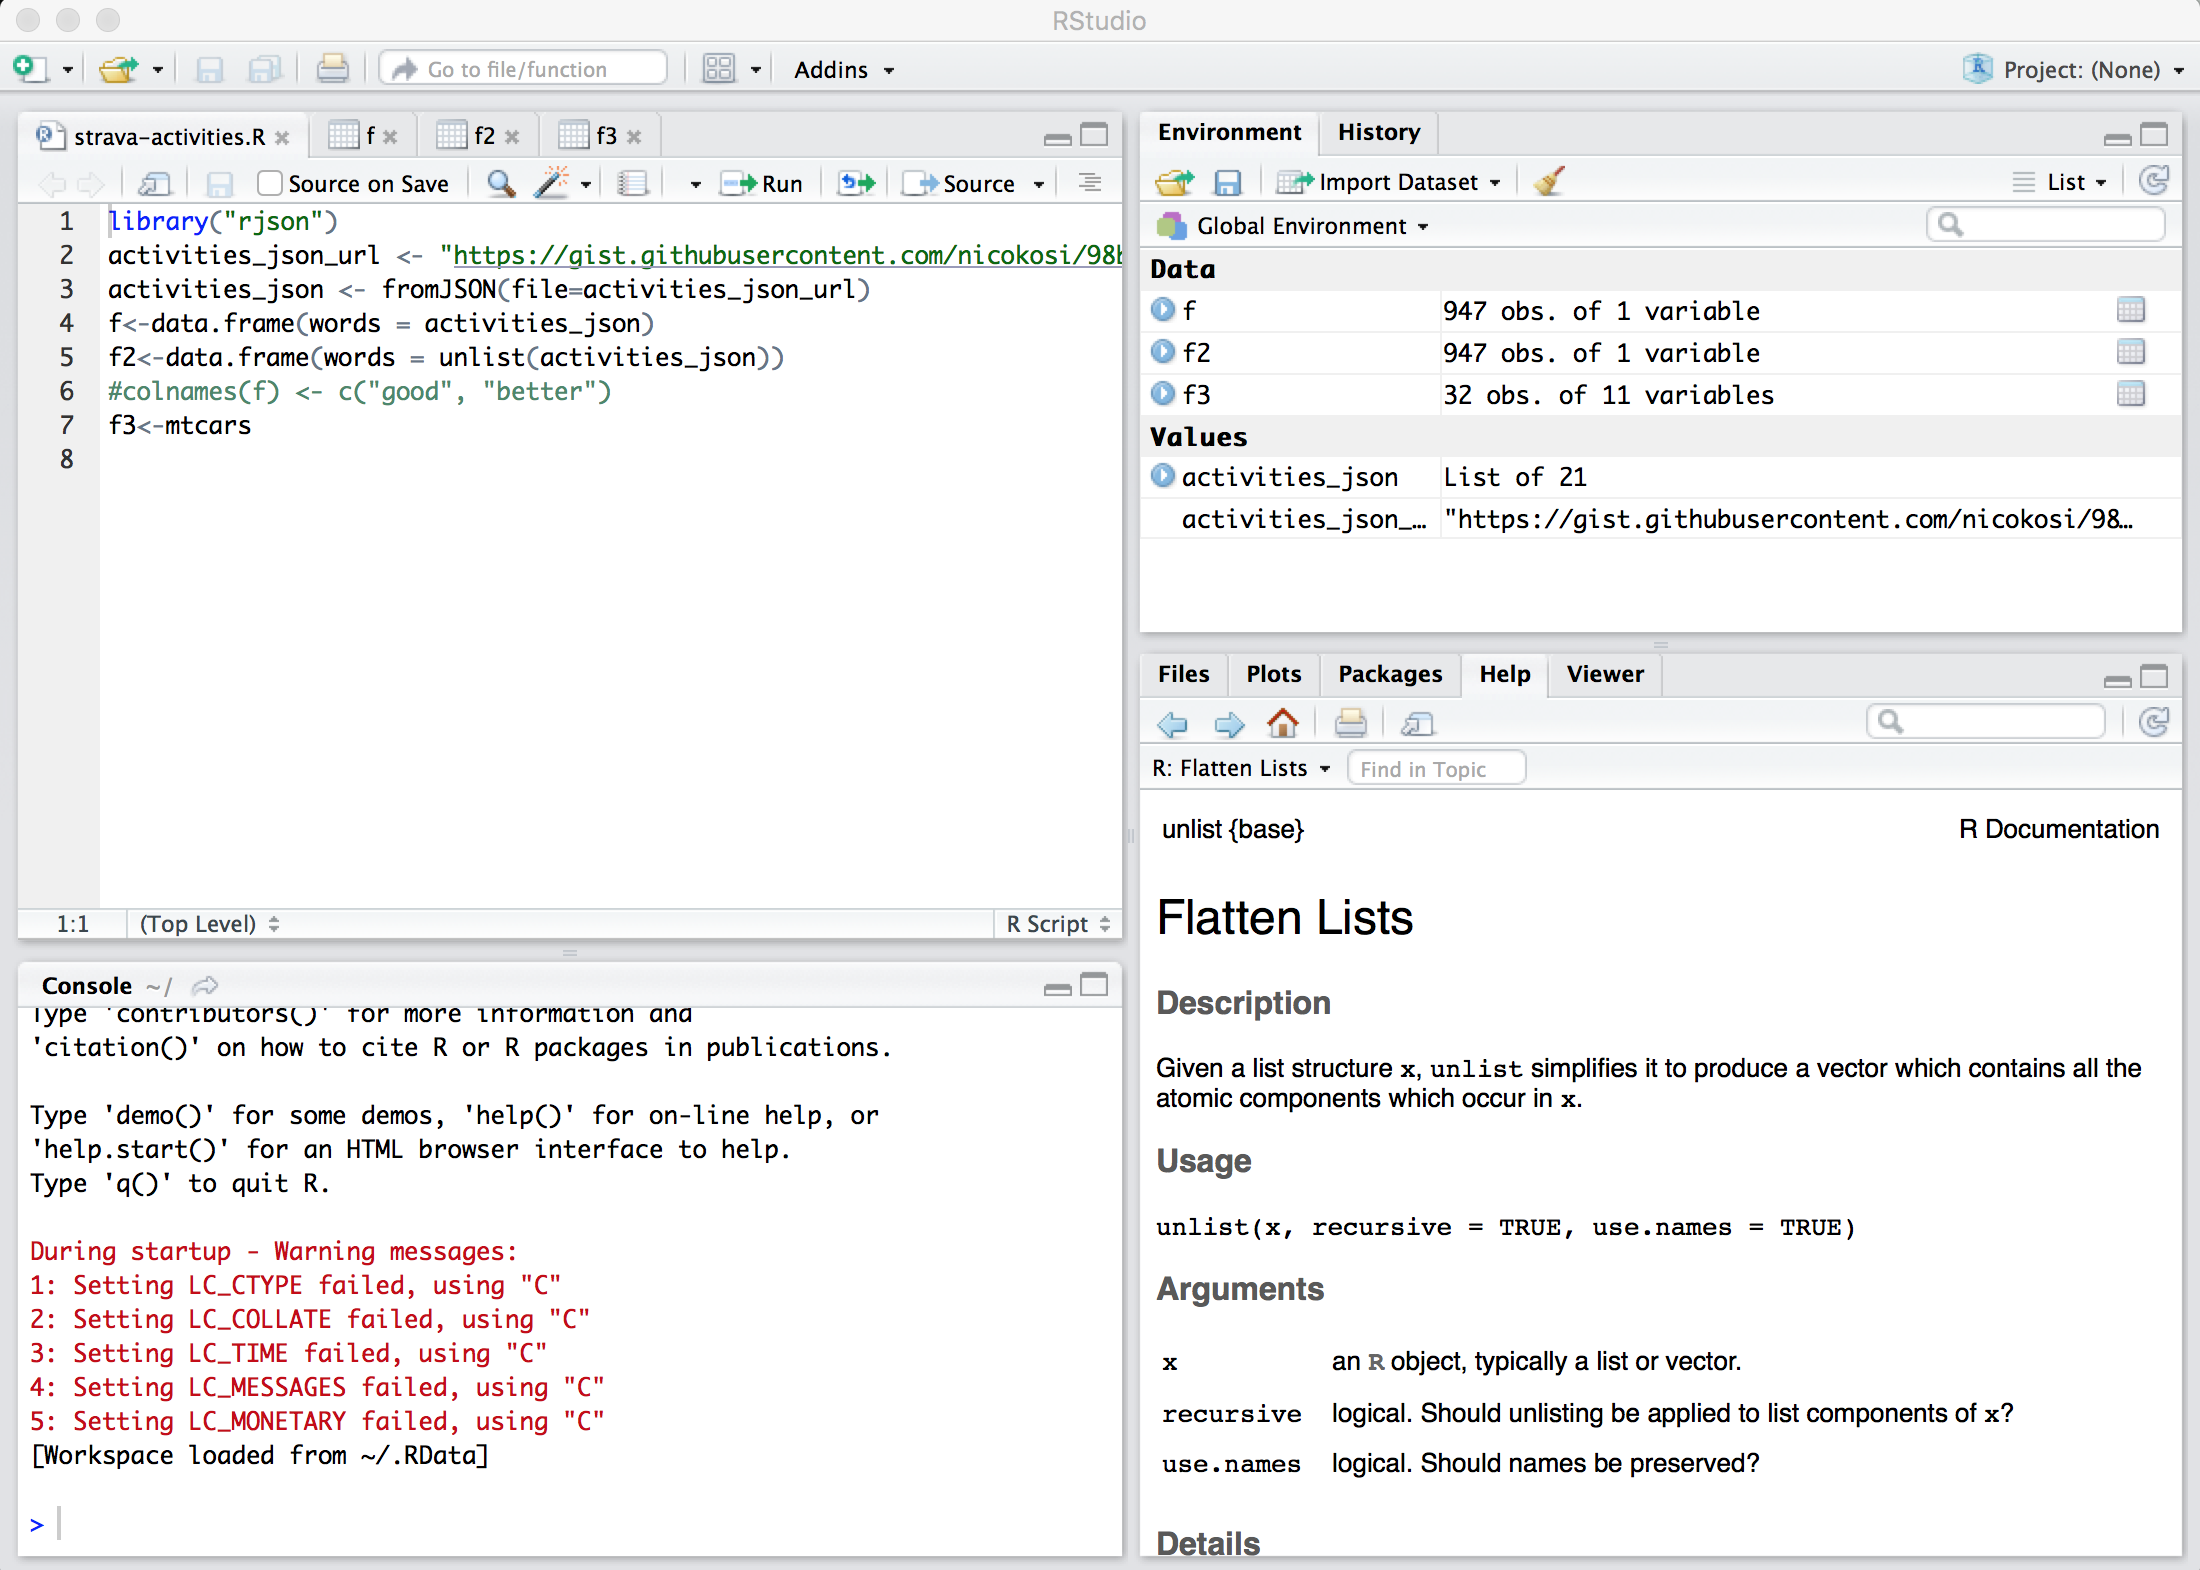 RStudio
Go to file/function
Addins
Project: (None)
strava-activities.R
f
f2
f3
Source on Save
Run
Source
1 library("rjson")
2 activities_json_url <- "https://gist.githubusercontent.com/nicokosi/98
3 activities_json <- fromJSON(file=activities_json_url)
4 f<-data.frame(words = activities_json)
5 f2<-data.frame(words = unlist(activities_json))
6 #colnames(f) <- c("good", "better")
7 f3<-mtcars
8
1:1 (Top Level) R Script
Console ~/
Type 'contributors()' for more information and
'citation()' on how to cite R or R packages in publications.
Type 'demo()' for some demos, 'help()' for on-line help, or
'help.start()' for an HTML browser interface to help.
Type 'q()' to quit R.
During startup - Warning messages:
1: Setting LC_CTYPE failed, using "C"
2: Setting LC_COLLATE failed, using "C"
3: Setting LC_TIME failed, using "C"
4: Setting LC_MESSAGES failed, using "C"
5: Setting LC_MONETARY failed, using "C"
[Workspace loaded from ~/.RData]
>
Environment History
Import Dataset List
Global Environment
Data
f 947 obs. of 1 variable
f2 947 obs. of 1 variable
f3 32 obs. of 11 variables
Values
activities_json List of 21
activities_json_… "https://gist.githubusercontent.com/nicokosi/98…
Files Plots Packages Help Viewer
R: Flatten Lists Find in Topic
unlist {base} R Documentation
Flatten Lists
Description
Given a list structure x, unlist simplifies it to produce a vector which contains all the
atomic components which occur in x.
Usage
unlist(x, recursive = TRUE, use.names = TRUE)
Arguments
x an R object, typically a list or vector.
recursive logical. Should unlisting be applied to list components of x?
use.names logical. Should names be preserved?
Details